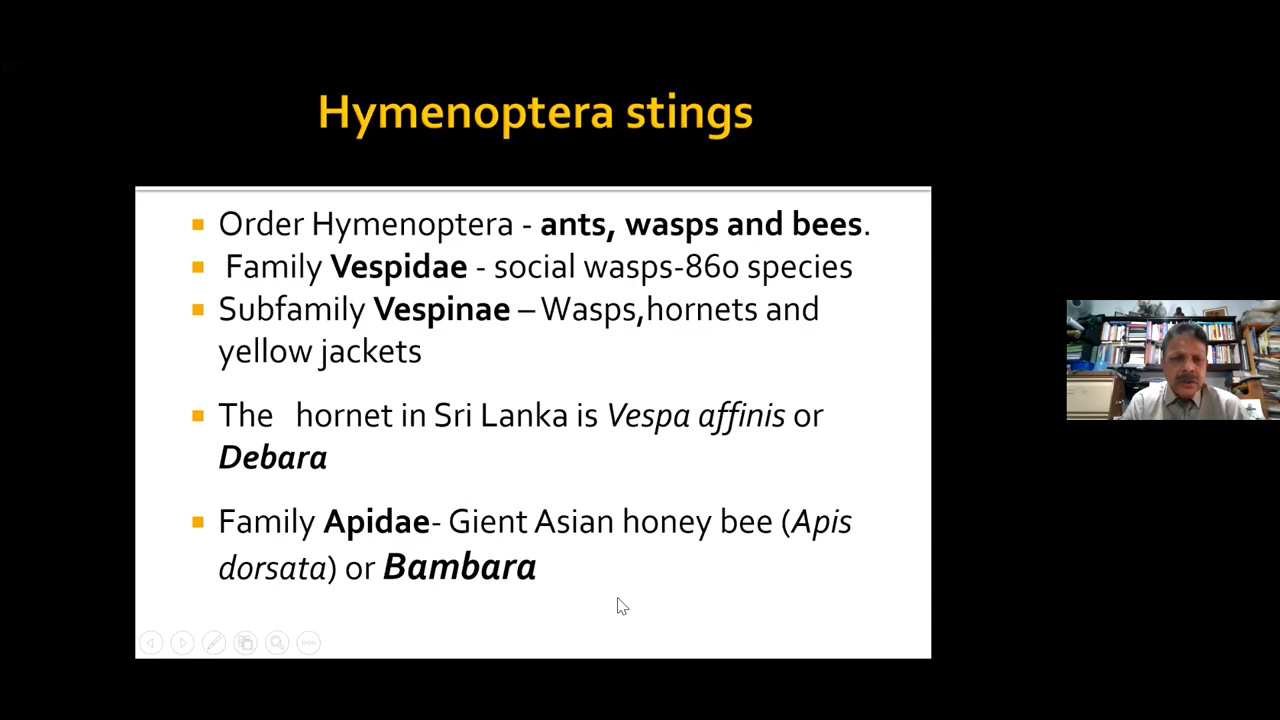 Hymenoptera stings
Order Hymenoptera - ants, wasps and bees.
Family Vespidae - social wasps-860 species
Subfamily Vespinae – Wasps,hornets and
yellow jackets
The hornet in Sri Lanka is Vespa affinis or
Debara
Family Apidae- Gient Asian honey bee (Apis
dorsata) or Bambara